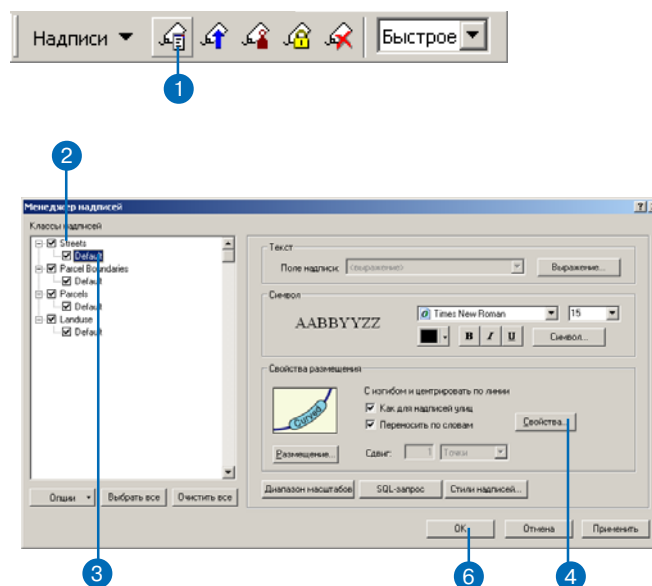 Надписи
Быстрое
1
2
Менеджер надписей
Классы надписей
Streets
Default
Parcel Boundaries
Default
Parcels
Default
Landuse
Default
Опции
Выбрать все
Очистить все
Текст
Поле надписи:
<выражение>
Выражение...
Символ
AABBYYZZ
Times New Roman
15
B I U
Символ...
Свойства размещения
Curved
С изгибом и центрировать по линии
Как для надписей улиц
Переносить по словам
Свойства...
Размещение...
Сдвиг:
1
Точки
Диапазон масштабов
SQL-запрос
Стили надписей...
OK
Отмена
Применить
3
6
4